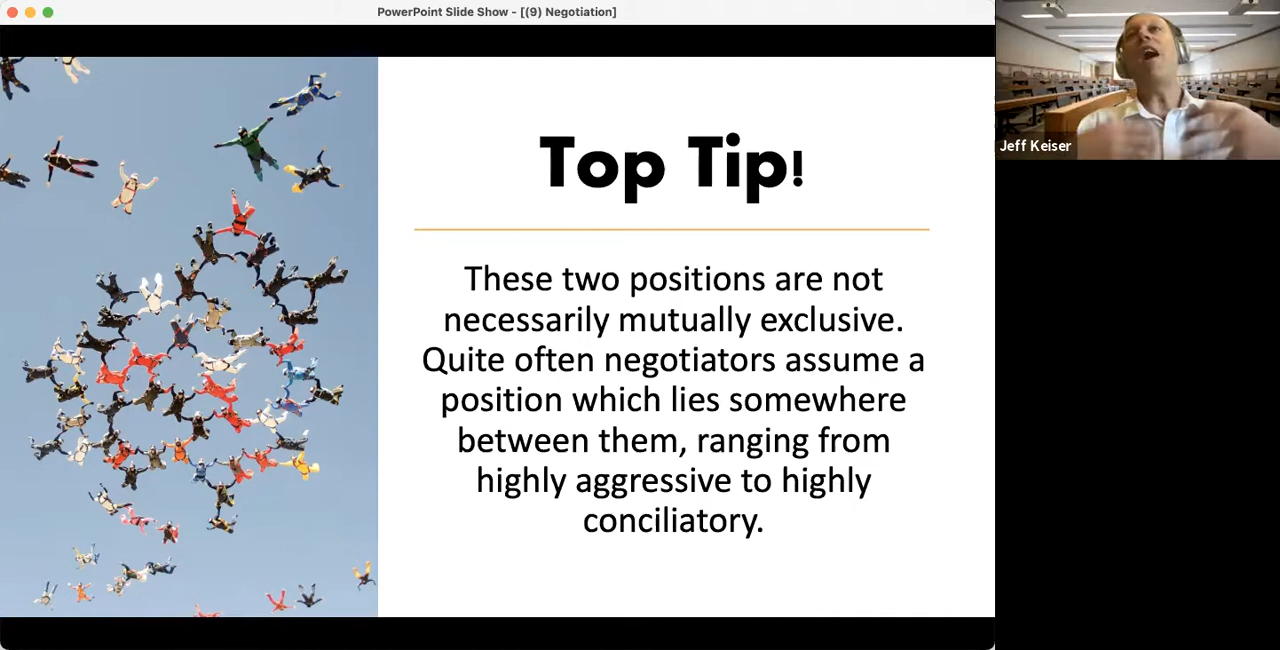 PowerPoint Slide Show - [(9) Negotiation]
Top Tip!
These two positions are not
necessarily mutually exclusive.
Quite often negotiators assume a
position which lies somewhere
between them, ranging from
highly aggressive to highly
conciliatory.
Jeff Keiser